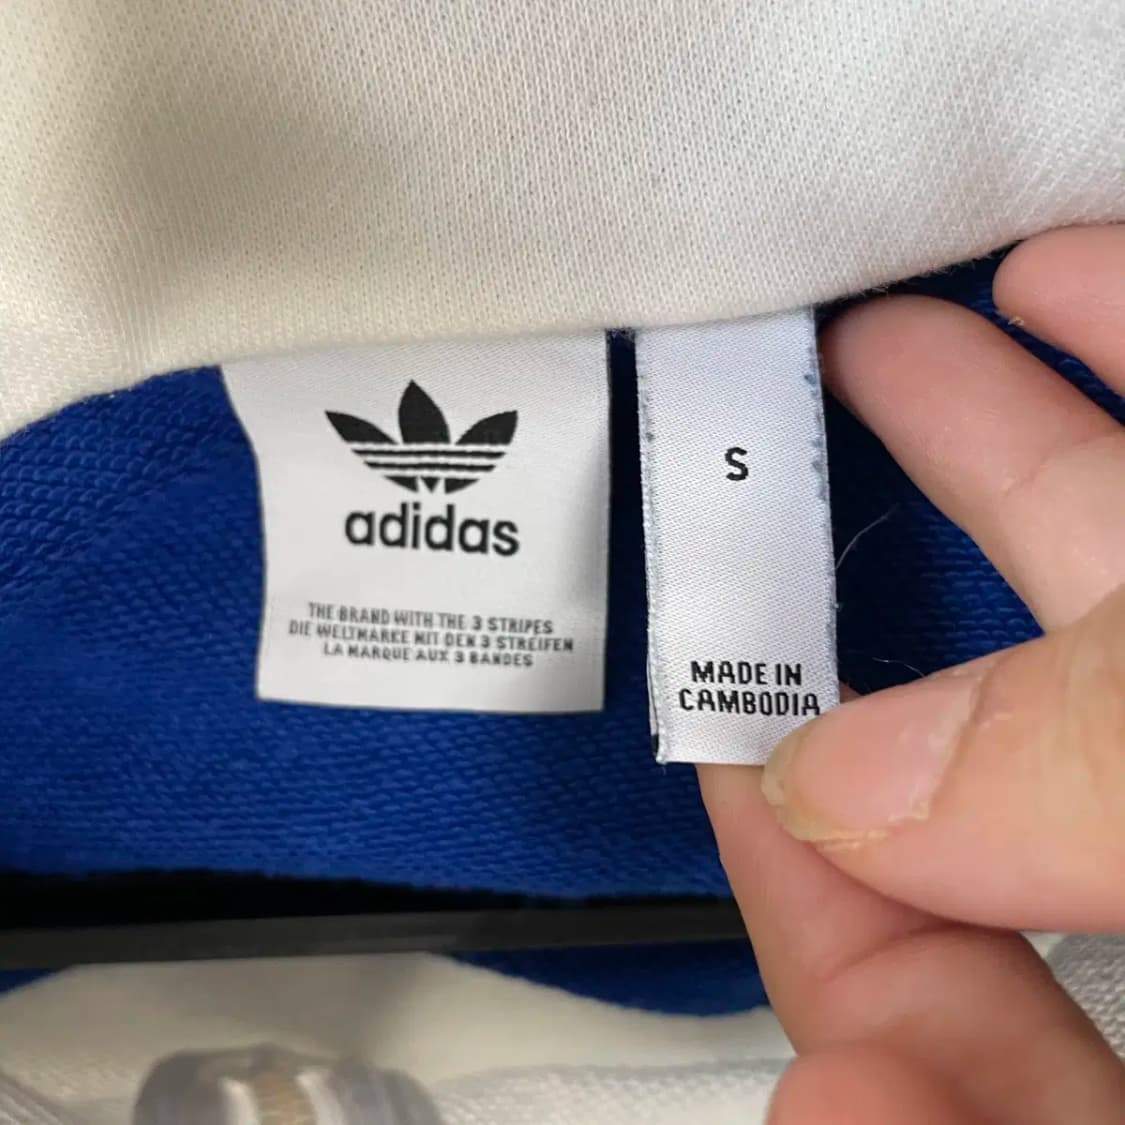 adidas
THE BRAND WITH THE 3 STRIPES
DIE WELTMARKE MIT DEN 3 STREIFEN
LA MARQUE AUX 3 BANDES
S
MADE IN
CAMBODIA